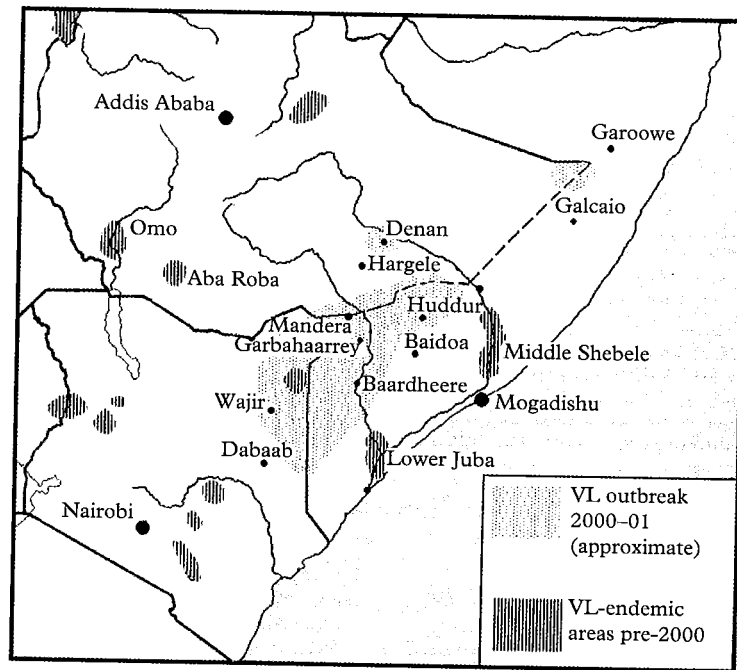 Addis Ababa
Garoowe
Galcaio
Omo
Denan
Hargele
Aba Roba
Huddur
Mandera
Garbahaarrey
Baidoa
Middle Shebele
Baardheere
Wajir
Mogadishu
Dabaab
Lower Juba
Nairobi
VL outbreak
2000–01
(approximate)
VL-endemic
areas pre-2000